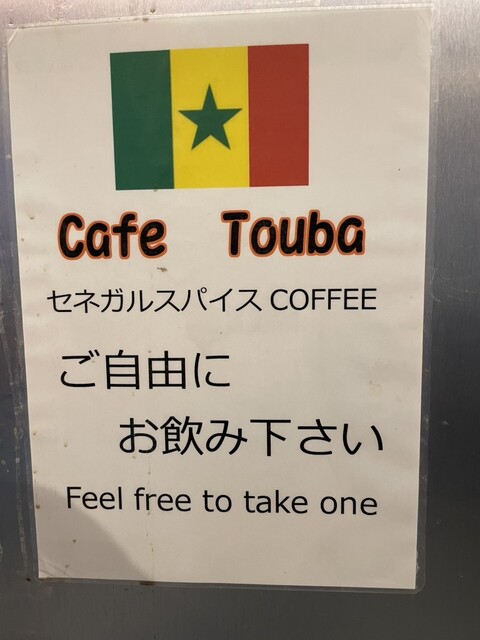 Cafe Touba
セネガルスパイス COFFEE
ご自由に
お飲み下さい
Feel free to take one